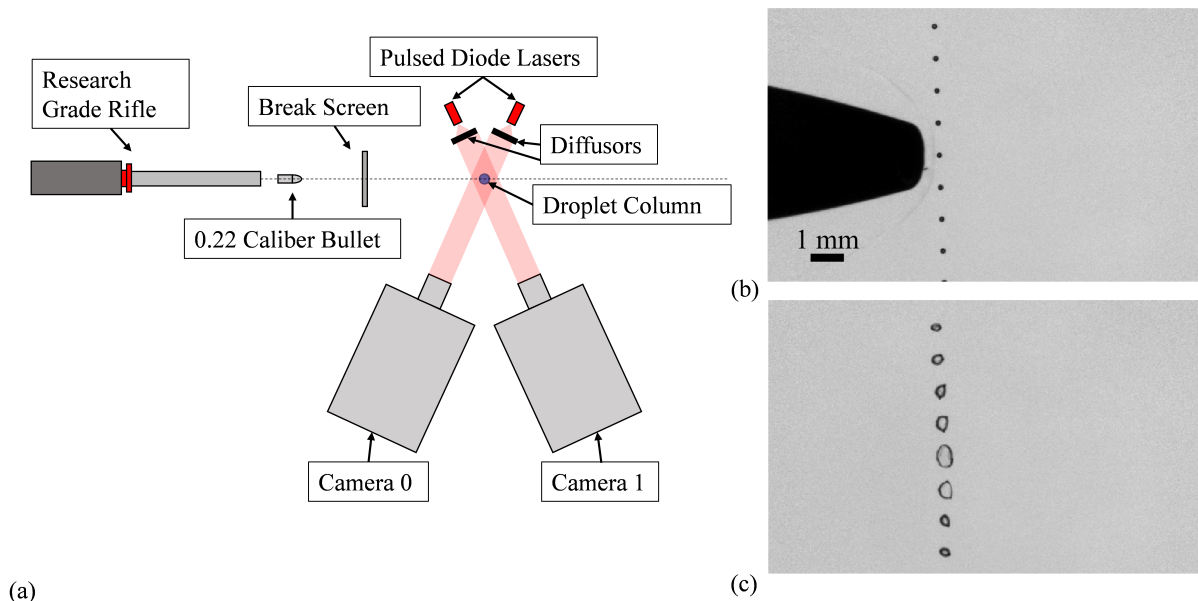 Research
Grade Rifle
Break Screen
Pulsed Diode Lasers
Diffusors
Droplet Column
0.22 Caliber Bullet
Camera 0
Camera 1
(a)
1 mm
(b)
(c)